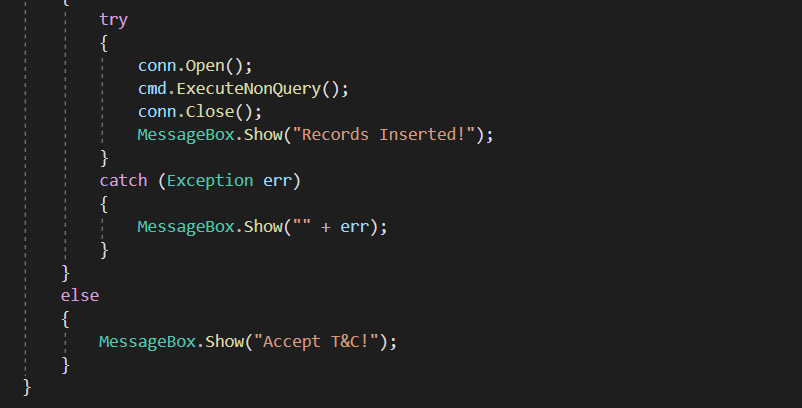 {
try
{
conn.Open();
cmd.ExecuteNonQuery();
conn.Close();
MessageBox.Show("Records Inserted!");
}
catch (Exception err)
{
MessageBox.Show("" + err);
}
}
else
{
MessageBox.Show("Accept T&C!");
}
}